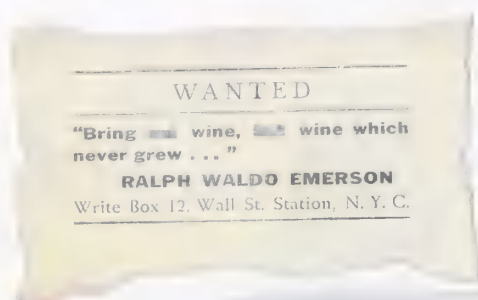 WANTED
"Bring wine, wine which
never grew . . ."
RALPH WALDO EMERSON
Write Box 12, Wall St. Station, N. Y. C.